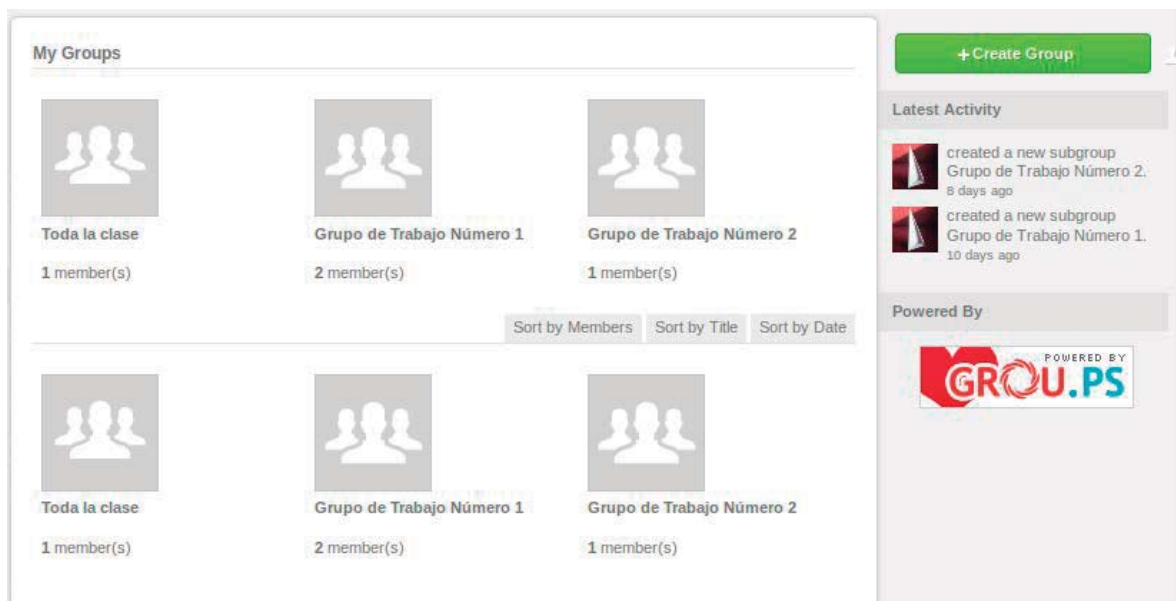 My Groups
Toda la clase
1 member(s)
Grupo de Trabajo Número 1
2 member(s)
Grupo de Trabajo Número 2
1 member(s)
Sort by Members
Sort by Title
Sort by Date
Toda la clase
1 member(s)
Grupo de Trabajo Número 1
2 member(s)
Grupo de Trabajo Número 2
1 member(s)
+Create Group
Latest Activity
created a new subgroup
Grupo de Trabajo Número 2.
8 days ago
created a new subgroup
Grupo de Trabajo Número 1.
10 days ago
Powered By
POWERED BY
GROU.PS